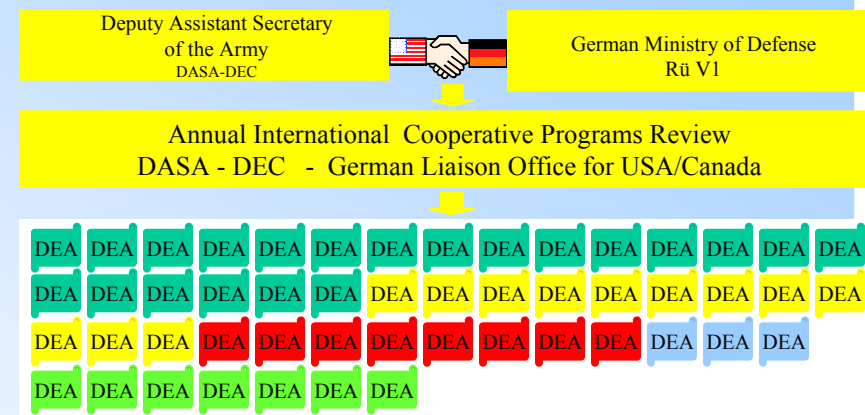 Deputy Assistant Secretary
of the Army
DASA-DEC
German Ministry of Defense
Rü V1
Annual International Cooperative Programs Review
DASA - DEC - German Liaison Office for USA/Canada
DEA DEA DEA DEA DEA DEA DEA DEA DEA DEA DEA DEA DEA DEA DEA
DEA DEA DEA DEA DEA DEA DEA DEA DEA DEA DEA DEA DEA DEA DEA
DEA DEA DEA DEA DEA DEA DEA DEA DEA DEA DEA DEA DEA DEA
DEA DEA DEA DEA DEA DEA DEA